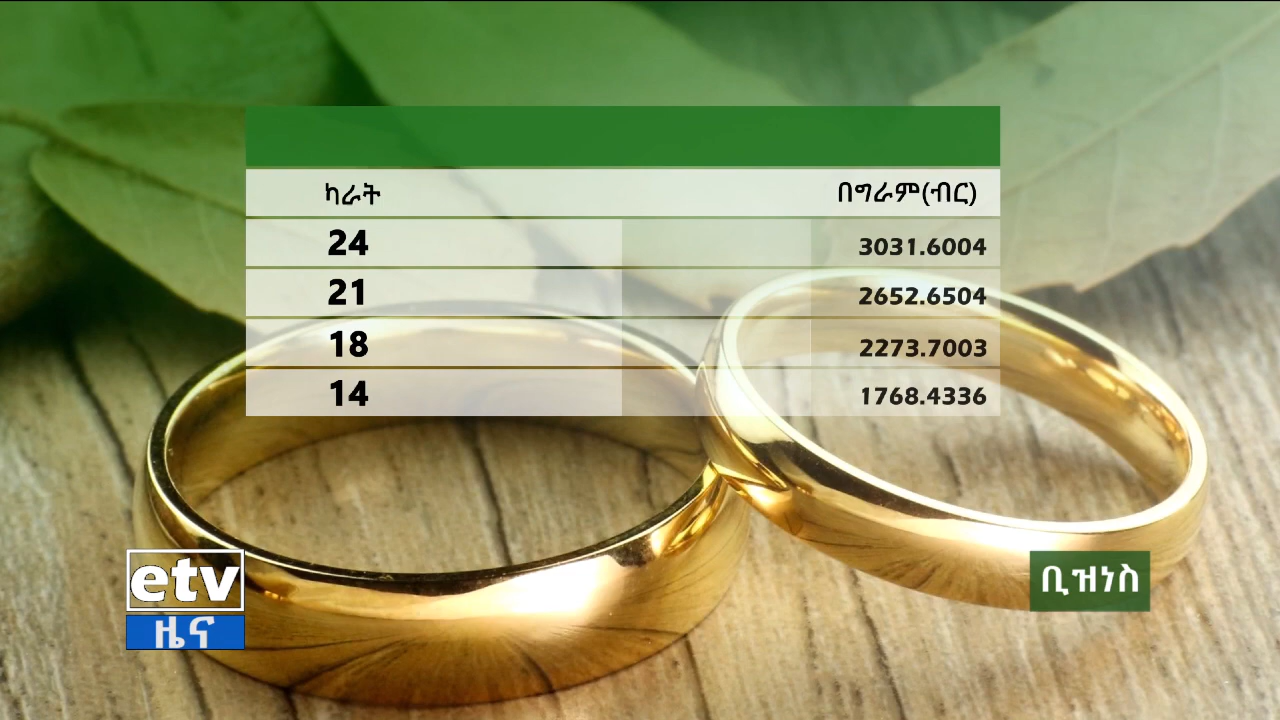 ካራት በግራም(ብር)
24 3031.6004
21 2652.6504
18 2273.7003
14 1768.4336
etv
ዜና
ቢዝነስ